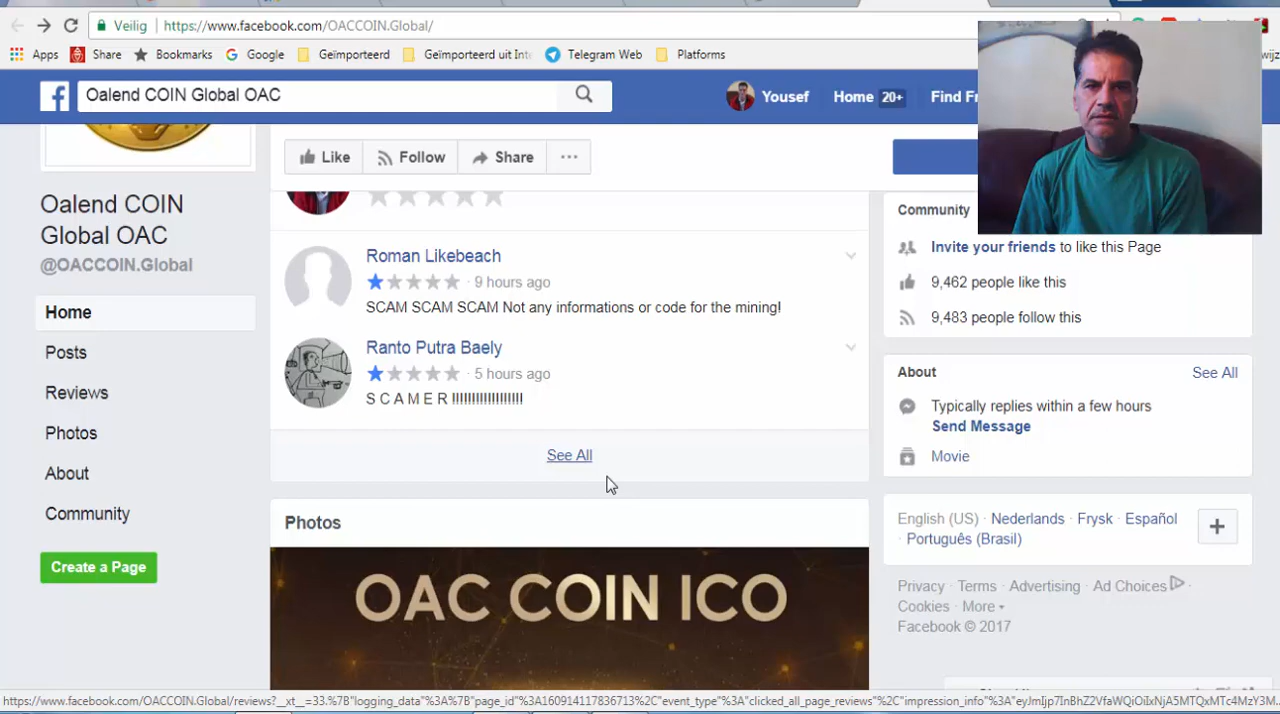 Veilig https://www.facebook.com/OACCOIN.Global/
Apps Share Bookmarks Google Geïmporteerd Geïmporteerd uit Int Telegram Web Platforms
Oalend COIN Global OAC
Yousef Home 20+ Find Fr
Like Follow Share
Oalend COIN
Global OAC
@OACCOIN.Global
Home
Posts
Reviews
Photos
About
Community
Create a Page
Roman Likebeach
9 hours ago
SCAM SCAM SCAM Not any informations or code for the mining!
Ranto Putra Baely
5 hours ago
S C A M E R !!!!!!!!!!!!!!!!!!
See All
Photos
OAC COIN ICO
Community
Invite your friends to like this Page
9,462 people like this
9,483 people follow this
About See All
Typically replies within a few hours
Send Message
Movie
English (US) · Nederlands · Frysk · Español
· Português (Brasil)
Privacy · Terms · Advertising · Ad Choices ·
Cookies · More
Facebook © 2017